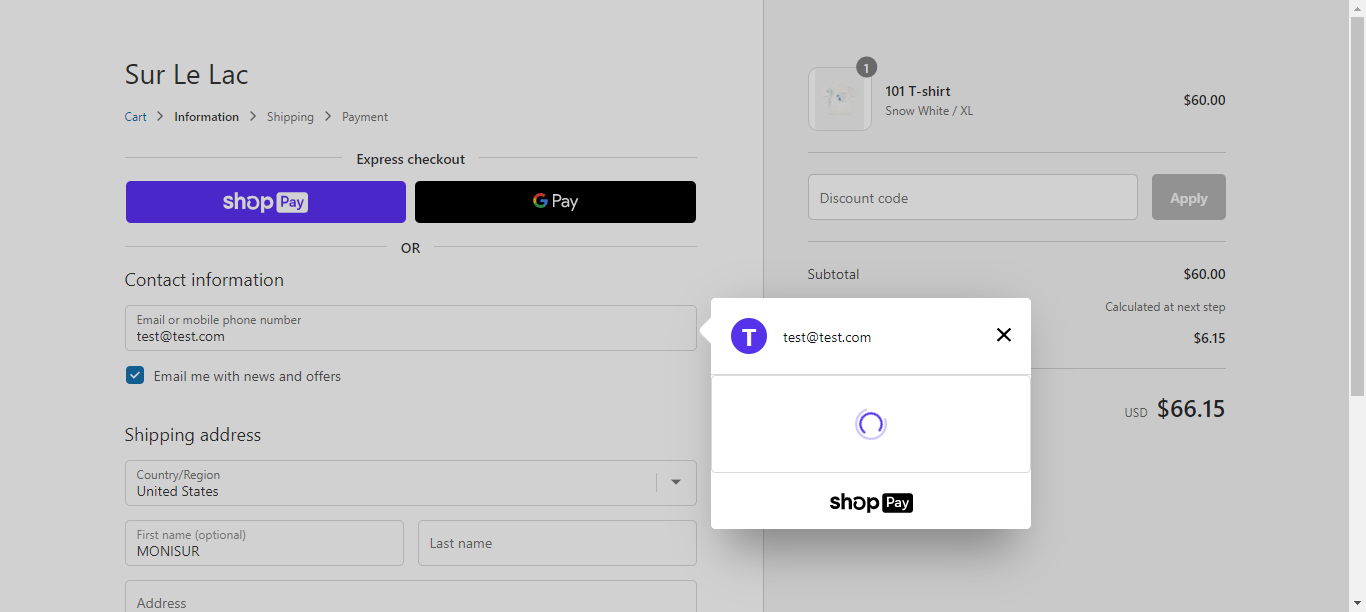 Sur Le Lac
Cart > Information > Shipping > Payment
Express checkout
shop Pay
G Pay
OR
Contact information
Email or mobile phone number
test@test.com
Email me with news and offers
Shipping address
Country/Region
United States
First name (optional)
MONISUR
Last name
Address
1
101 T-shirt
Snow White / XL
$60.00
Discount code
Apply
Subtotal $60.00
Calculated at next step
$6.15
USD $66.15
T test@test.com
shop Pay